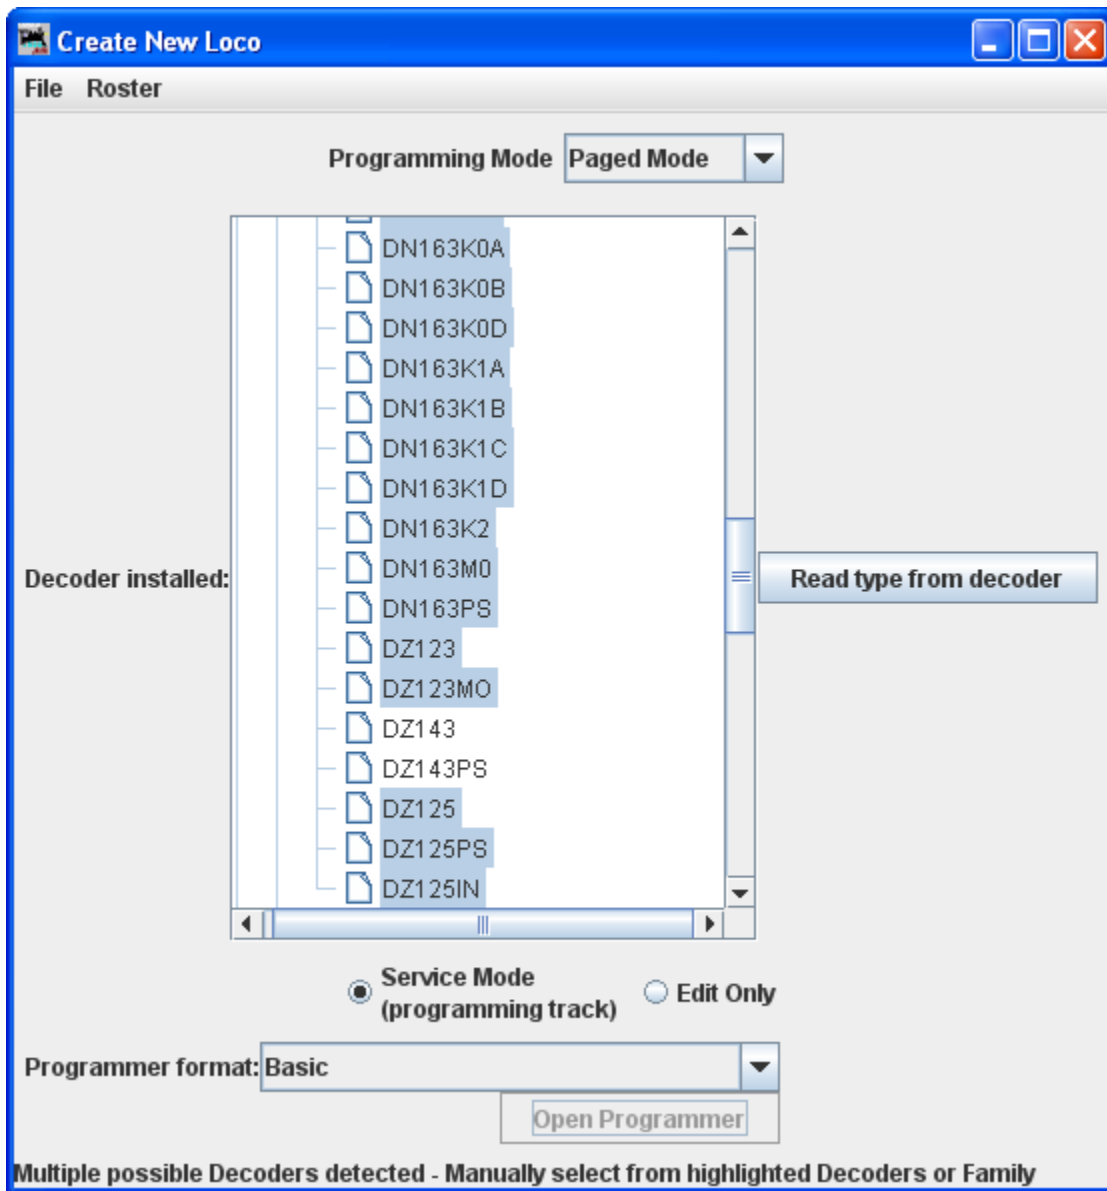 Create New Loco
File Roster
Programming Mode Paged Mode
DN163K0A
DN163K0B
DN163K0D
DN163K1A
DN163K1B
DN163K1C
DN163K1D
DN163K2
Decoder installed:
DN163M0
Read type from decoder
DN163PS
DZ123
DZ123MO
DZ143
DZ143PS
DZ125
DZ125PS
DZ125IN
Service Mode
(programming track)
Edit Only
Programmer format: Basic
Open Programmer
Multiple possible Decoders detected - Manually select from highlighted Decoders or Family